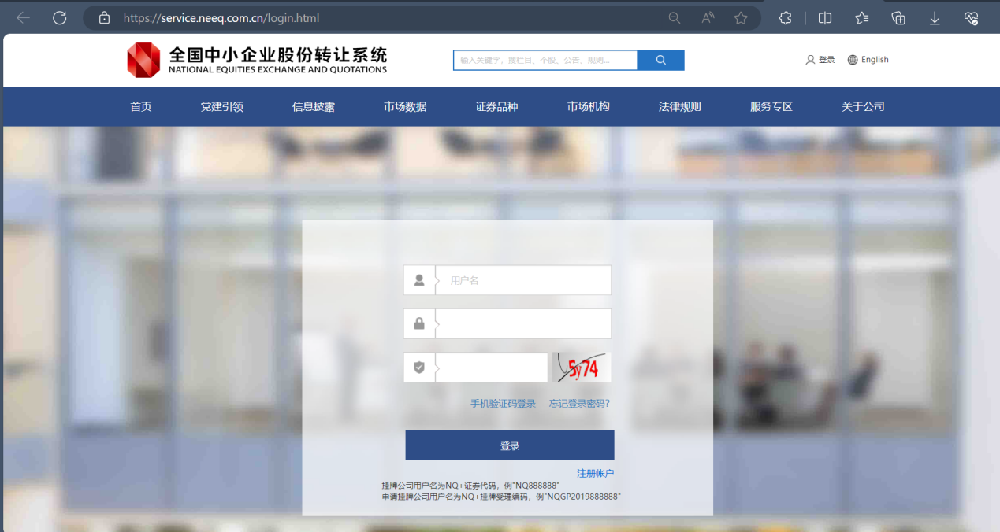 https://service.neeq.com.cn/login.html
全国中小企业股份转让系统
NATIONAL EQUITIES EXCHANGE AND QUOTATIONS
输入关键字，搜栏目、个股、公告、规则...
登录 English
首页 党建引领 信息披露 市场数据 证券品种 市场机构 法律规则 服务专区 关于公司
用户名
5y74
手机验证码登录 忘记登录密码?
登录
注册帐户
挂牌公司用户名为NQ+证券代码，例"NQ888888"
申请挂牌公司用户名为NQ+挂牌受理编码，例"NQGP2019888888"